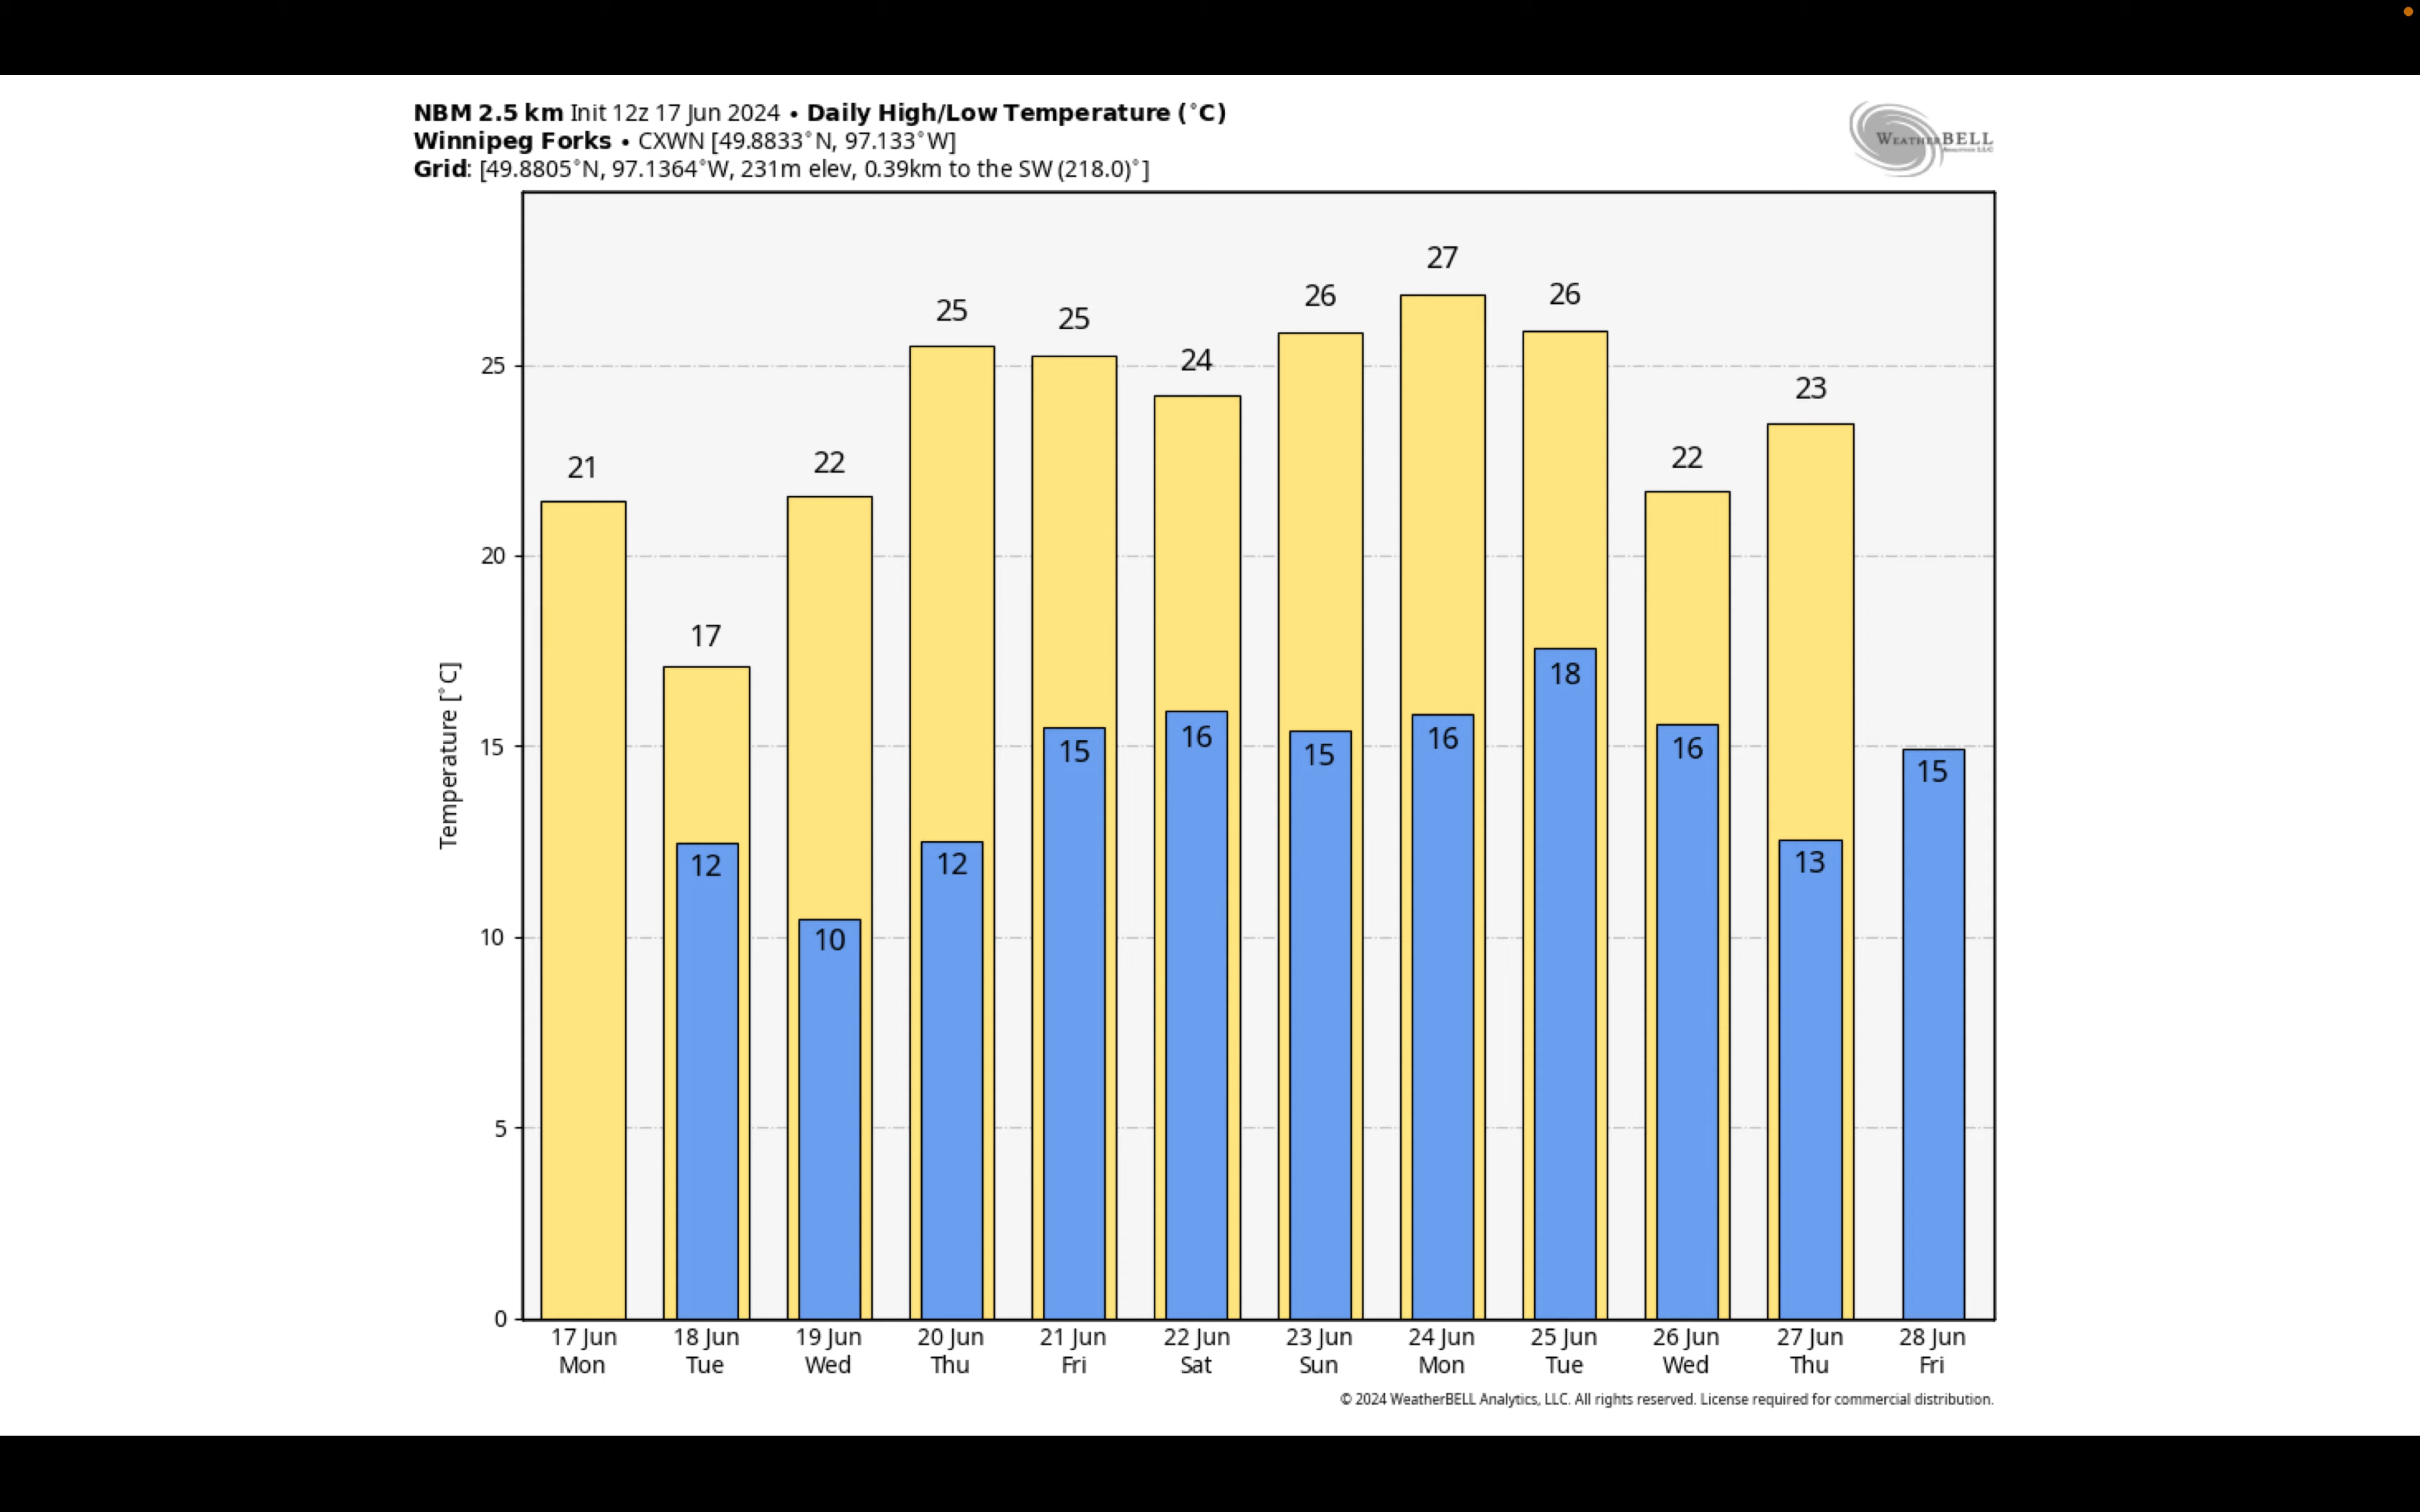 NBM 2.5 km Init 12z 17 Jun 2024 • Daily High/Low Temperature (°C)
Winnipeg Forks • CXWN [49.8833°N, 97.133°W]
Grid: [49.8805°N, 97.1364°W, 231m elev, 0.39km to the SW (218.0)°]
WEATHERBELL
Temperature [°C]
25
20
15
10
5
0
21
17
22
25
25
24
26
27
26
22
23
12
10
12
15
16
15
16
18
16
13
15
17 Jun
Mon
18 Jun
Tue
19 Jun
Wed
20 Jun
Thu
21 Jun
Fri
22 Jun
Sat
23 Jun
Sun
24 Jun
Mon
25 Jun
Tue
26 Jun
Wed
27 Jun
Thu
28 Jun
Fri
© 2024 WeatherBELL Analytics, LLC. All rights reserved. License required for commercial distribution.